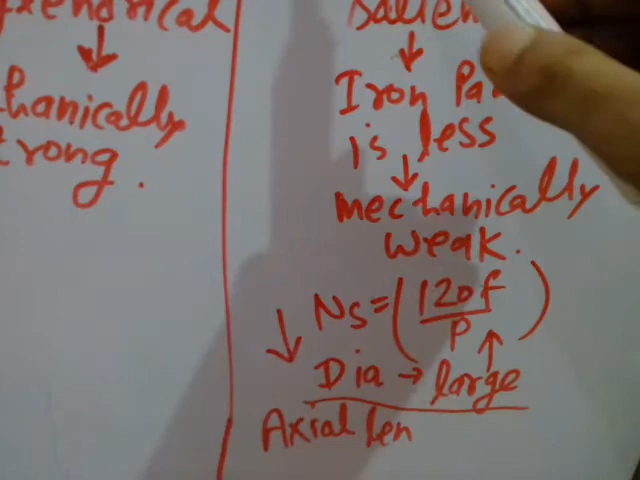 hanically
trong.
Iron Pa
is less
mechanically
weak.
↓ Ns = (120f/P) ↑
Dia → large
Axial Len